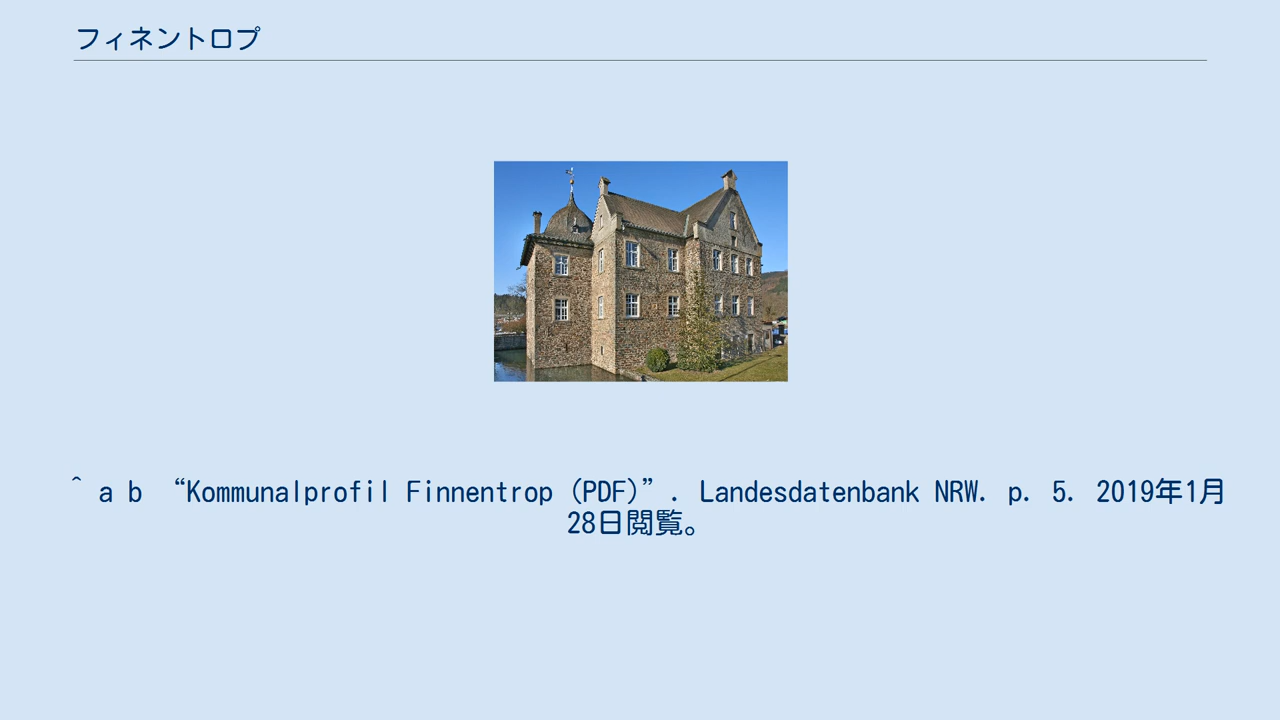 フィネントロプ
^ a b “Kommunalprofil Finnentrop (PDF)”. Landesdatenbank NRW. p. 5. 2019年1月
28日閲覧。